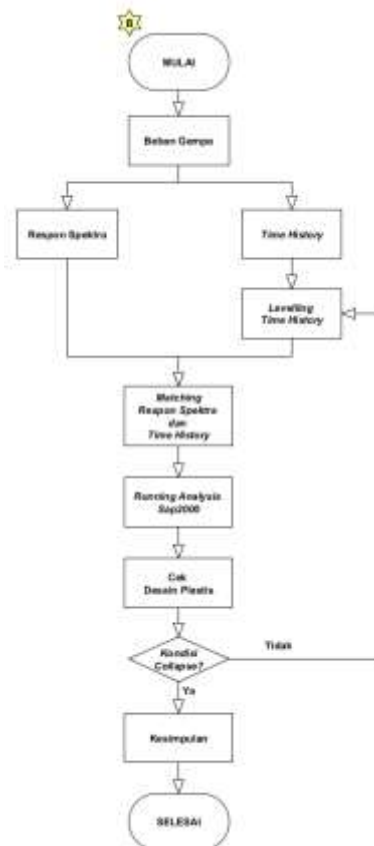 B
MULAI
Beban Gempa
Respon Spektra
Time History
Levelling
Time History
Matching
Respon Spektra
dan
Time History
Running Analysis
Sap2000
Cek
Desain Plastis
Kondisi
Collapse?
Tidak
Ya
Kesimpulan
SELESAI